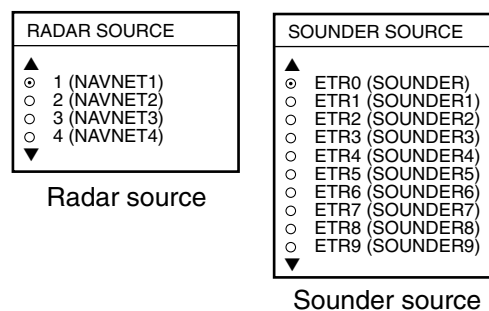 RADAR SOURCE
1 (NAVNET1)
2 (NAVNET2)
3 (NAVNET3)
4 (NAVNET4)
Radar source
SOUNDER SOURCE
ETR0 (SOUNDER)
ETR1 (SOUNDER1)
ETR2 (SOUNDER2)
ETR3 (SOUNDER3)
ETR4 (SOUNDER4)
ETR5 (SOUNDER5)
ETR6 (SOUNDER6)
ETR7 (SOUNDER7)
ETR8 (SOUNDER8)
ETR9 (SOUNDER9)
Sounder source